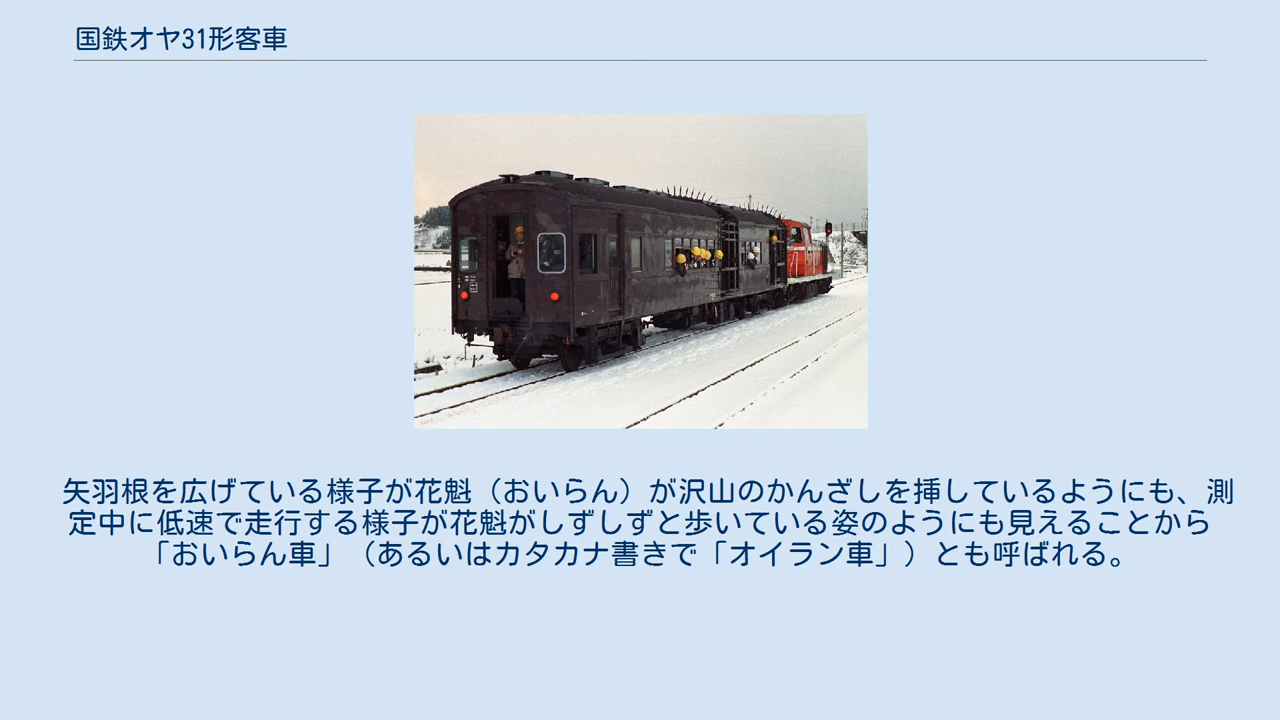 国鉄オヤ31形客車
矢羽根を広げている様子が花魁（おいらん）が沢山のかんざしを挿しているようにも、測
定中に低速で走行する様子が花魁がしずしずと歩いている姿のようにも見えることから
「おいらん車」（あるいはカタカナ書きで「オイラン車」）とも呼ばれる。